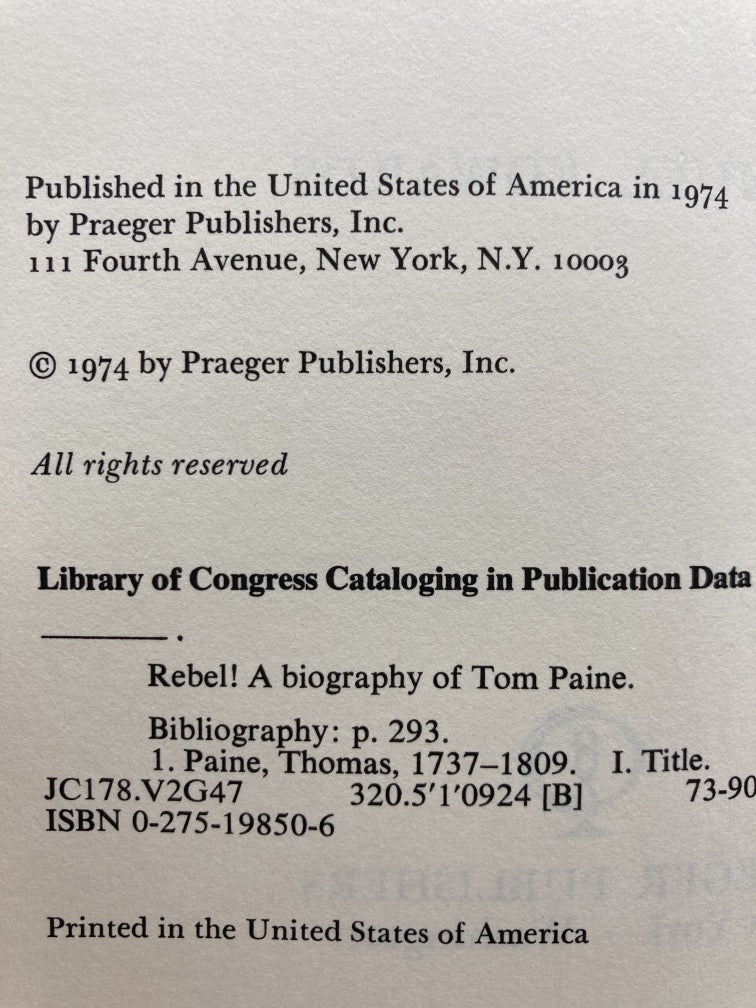 Published in the United States of America in 1974
by Praeger Publishers, Inc.
111 Fourth Avenue, New York, N.Y. 10003
© 1974 by Praeger Publishers, Inc.
All rights reserved
Library of Congress Cataloging in Publication Data
———.
Rebel! A biography of Tom Paine.
Bibliography: p. 293.
1. Paine, Thomas, 1737–1809. I. Title.
JC178.V2G47 320.5'1'0924 [B] 73-90
ISBN 0-275-19850-6
Printed in the United States of America